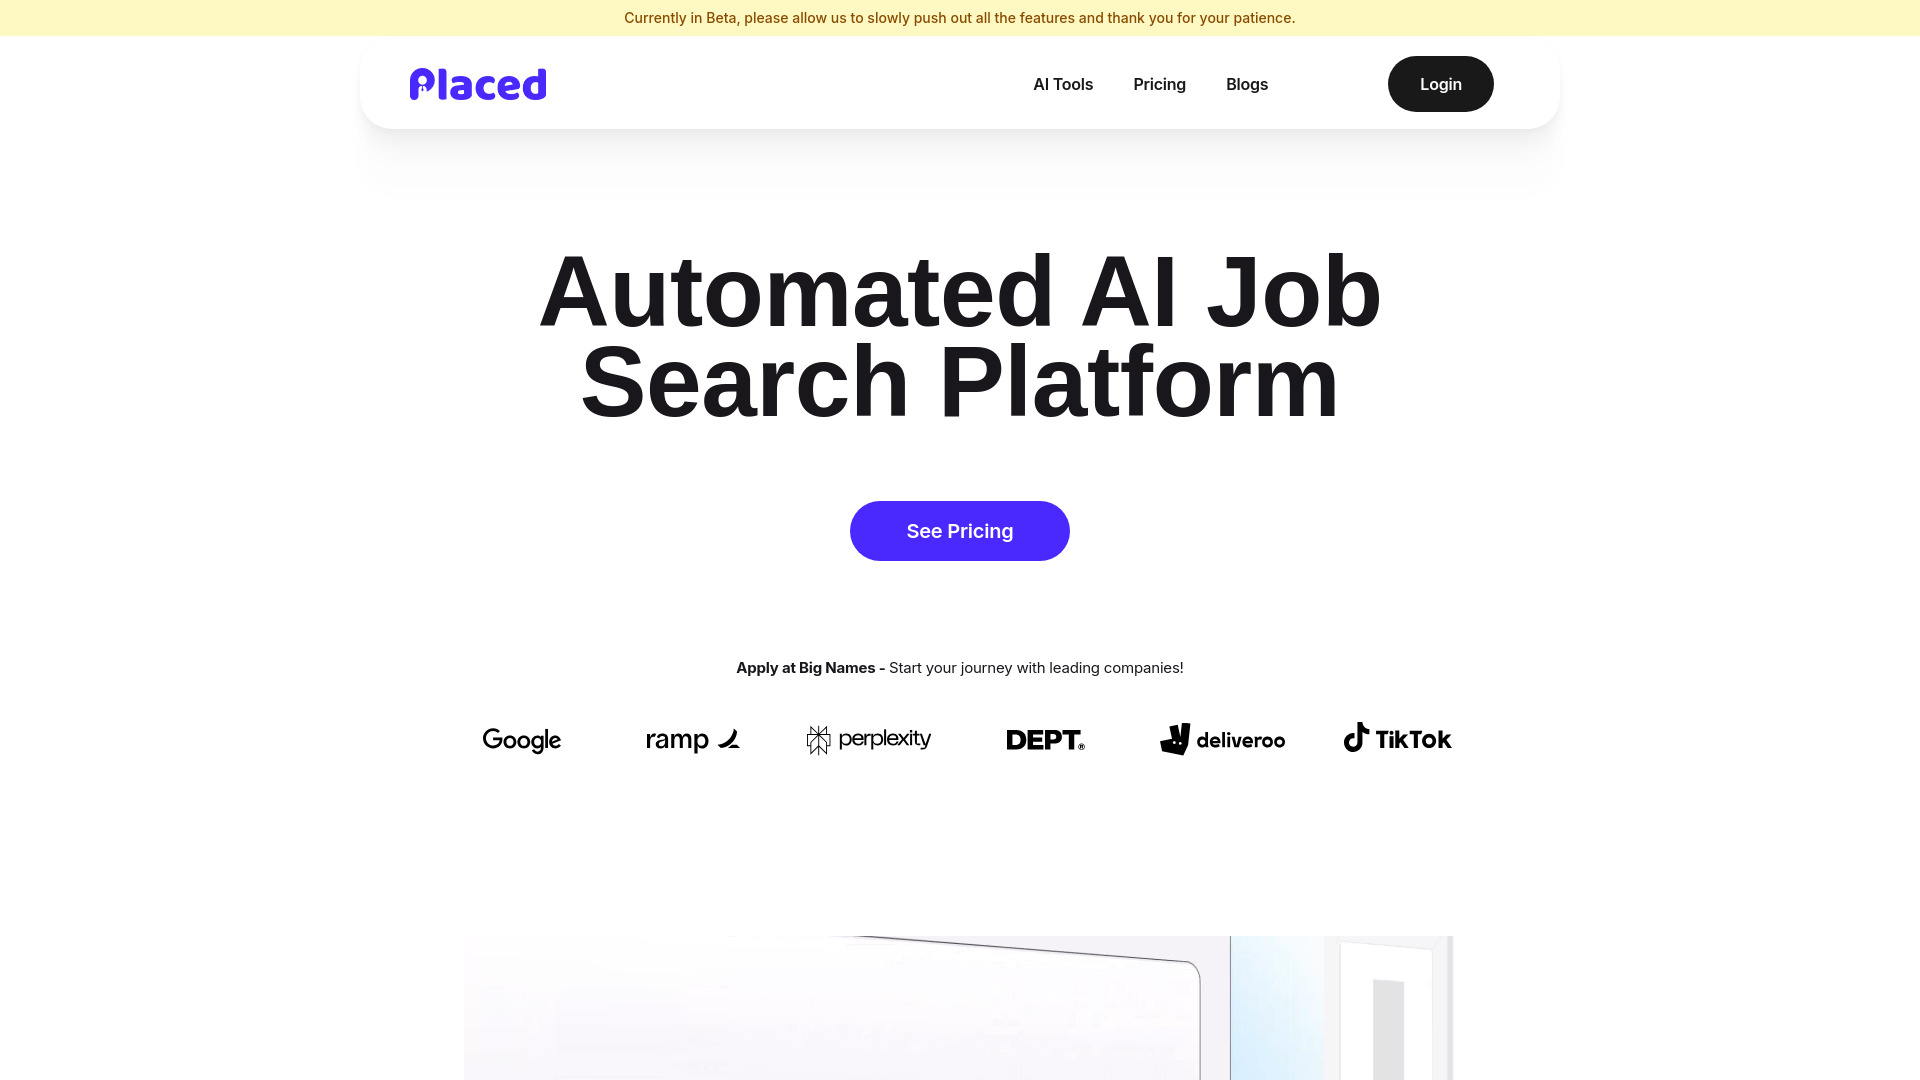 Currently in Beta, please allow us to slowly push out all the features and thank you for your patience.
Placed
AI Tools
Pricing
Blogs
Login
Automated AI Job
Search Platform
See Pricing
Apply at Big Names - Start your journey with leading companies!
Google
ramp
perplexity
DEPT®
deliveroo
TikTok